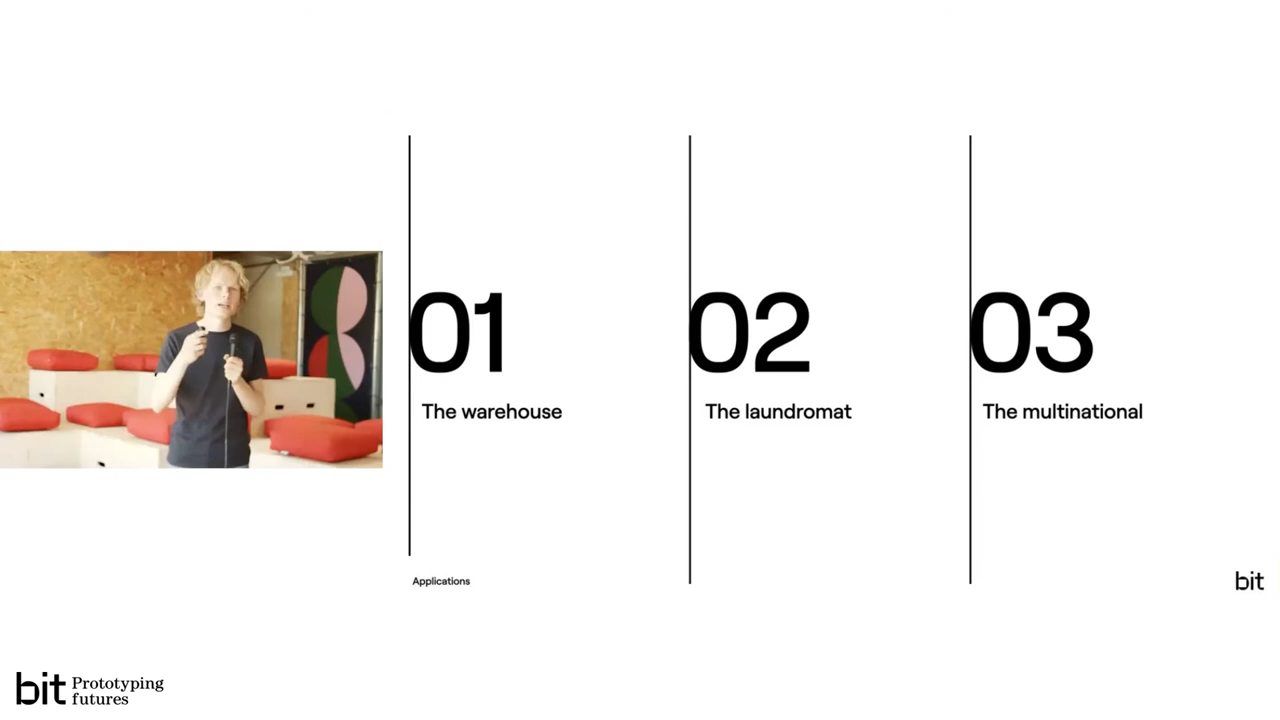 01
The warehouse
02
The laundromat
03
The multinational
Applications
bit
bit Prototyping
futures